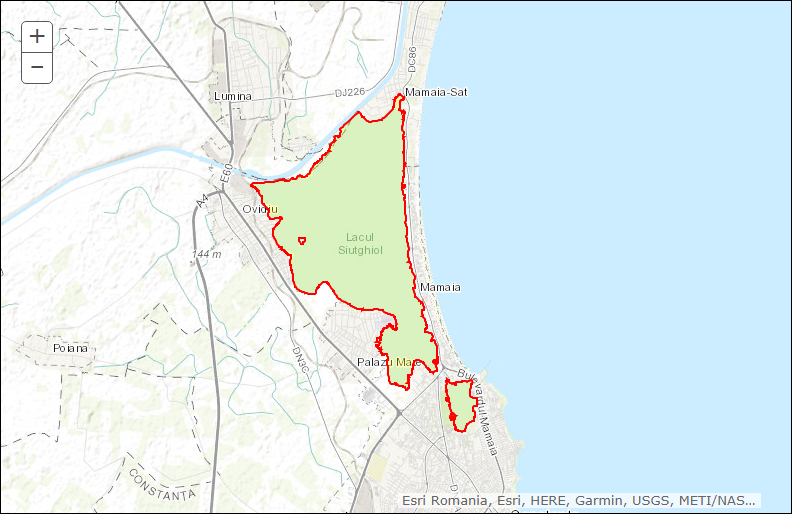 +
−
DC86
Mamaia-Sat
Lumina
DJ226
E60
A4
Ovidiu
Lacul
Siutghiol
144 m
Mamaia
Poiana
DN3C
Palazu Mare
Bulevardul Mamaia
CONSTANTA
D
Esri Romania, Esri, HERE, Garmin, USGS, METI/NAS...